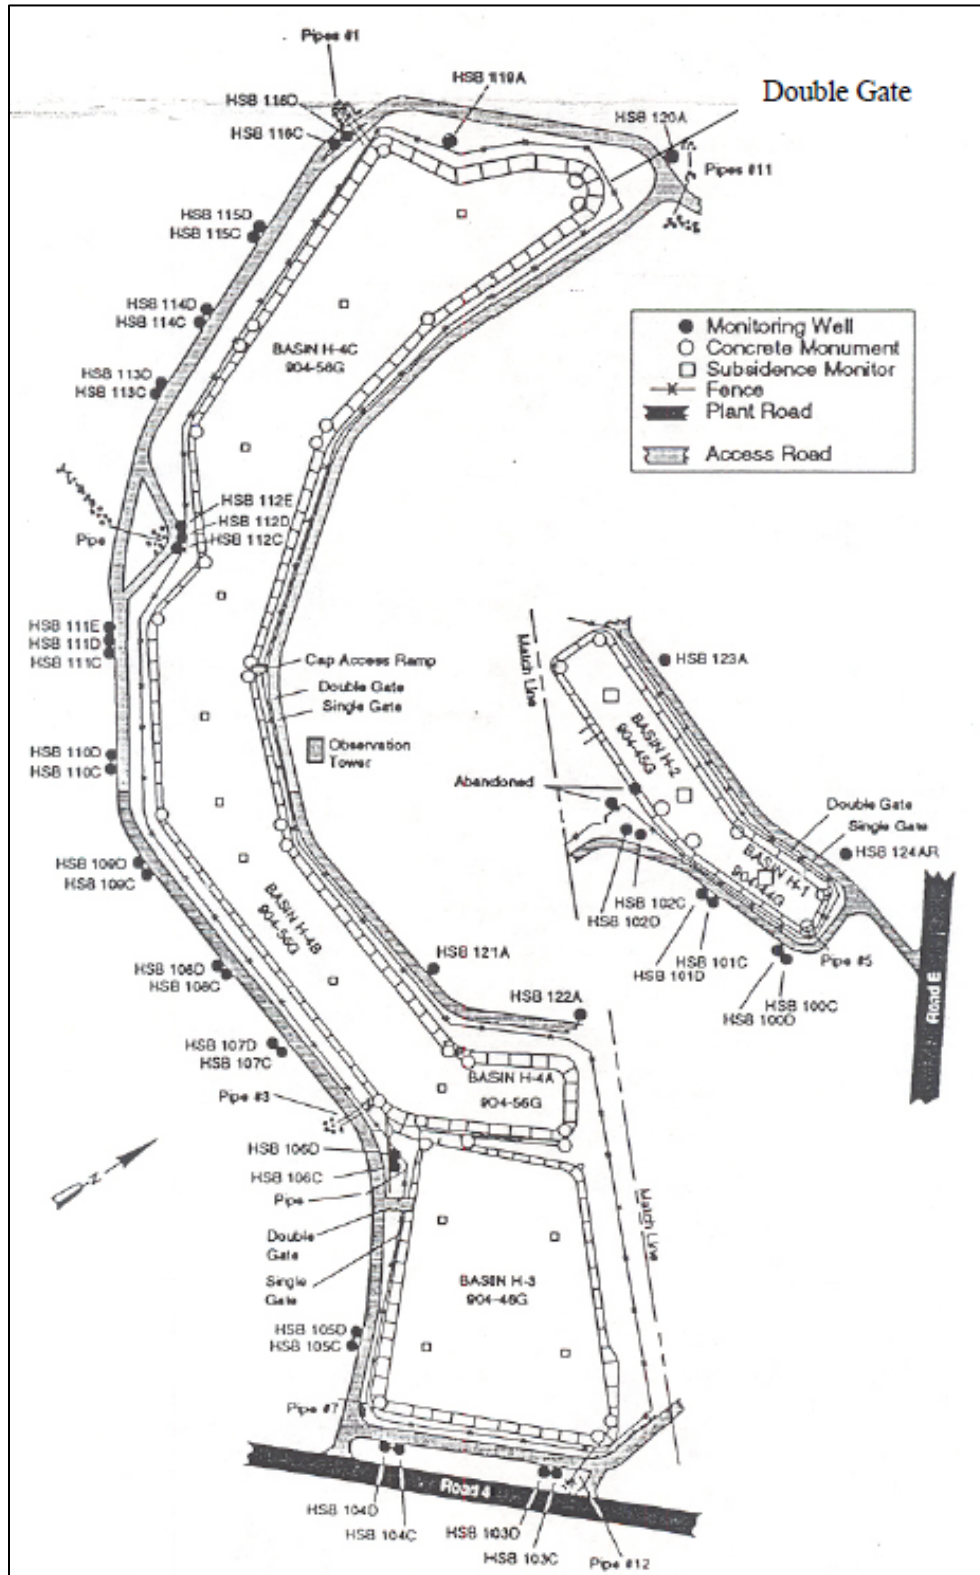 Pipes #1
HSB 119A
Double Gate
HSB 116D
HSB 116C
HSB 120A
Pipes #11
HSB 115D
HSB 115C
HSB 114D
HSB 114C
Monitoring Well
Concrete Monument
Subsidence Monitor
Fence
Plant Road
Access Road
BASIN H-4C
904-56G
HSB 113D
HSB 113C
HSB 112E
HSB 112D
HSB 112C
Pipe
HSB 111E
HSB 111D
HSB 111C
Cap Access Ramp
Double Gate
Single Gate
Observation
Tower
HSB 110D
HSB 110C
Match Line
HSB 123A
BASIN H-2
904-45G
Abandoned
Double Gate
Single Gate
HSB 124AR
BASIN H-1
904-44G
HSB 102C
HSB 102D
HSB 101C
HSB 101D
Pipe #5
HSB 100C
HSB 100D
Road E
HSB 109D
HSB 109C
BASIN H-4B
904-56G
HSB 108D
HSB 108C
HSB 121A
HSB 122A
HSB 107D
HSB 107C
BASIN H-4A
904-56G
Pipe #3
HSB 106D
HSB 106C
Pipe
N
Double
Gate
Single
Gate
Match Line
BASIN H-3
904-46G
HSB 105D
HSB 105C
Pipe #7
Road 4
HSB 104D
HSB 104C
HSB 103D
HSB 103C
Pipe #12